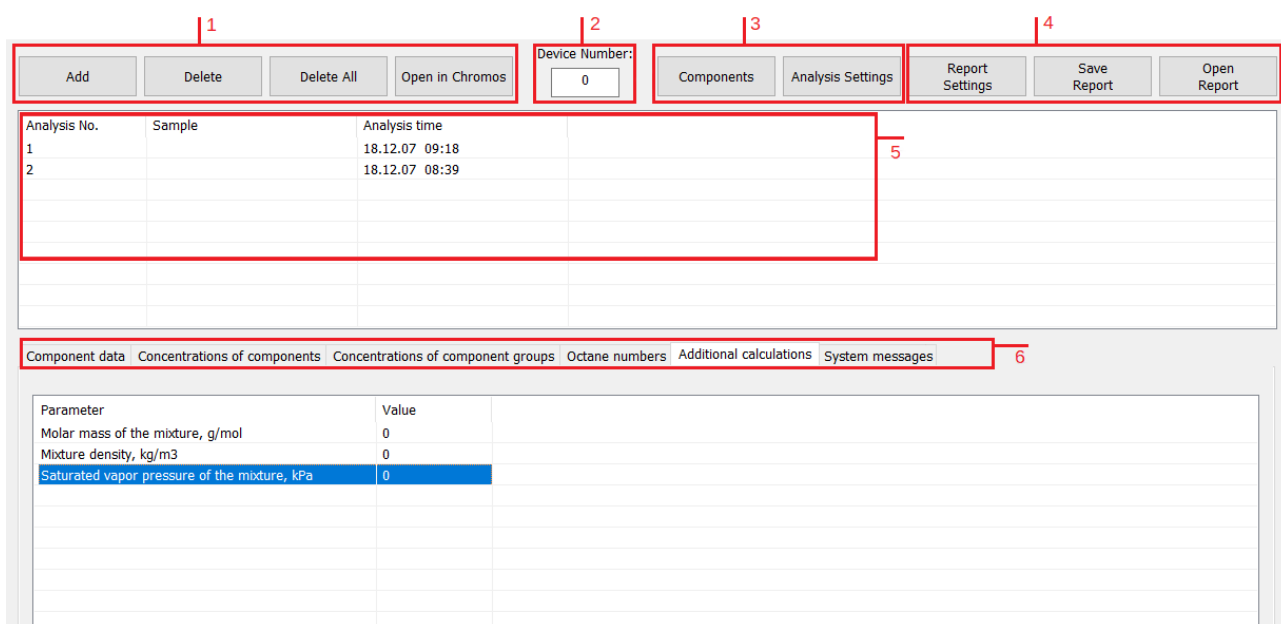 1
2
3
4
Add
Delete
Delete All
Open in Chromos
Device Number:
0
Components
Analysis Settings
Report
Settings
Save
Report
Open
Report
Analysis No. Sample Analysis time
1 18.12.07 09:18
2 18.12.07 08:39
5
Component data Concentrations of components Concentrations of component groups Octane numbers Additional calculations System messages
6
Parameter Value
Molar mass of the mixture, g/mol 0
Mixture density, kg/m3 0
Saturated vapor pressure of the mixture, kPa 0